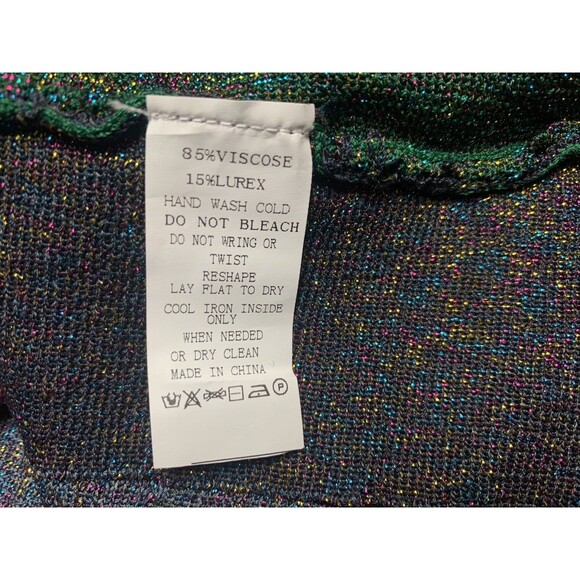 85%VISCOSE
15%LUREX
HAND WASH COLD
DO NOT BLEACH
DO NOT WRING OR
TWIST
RESHAPE
LAY FLAT TO DRY
COOL IRON INSIDE
ONLY
WHEN NEEDED
OR DRY CLEAN
MADE IN CHINA
P